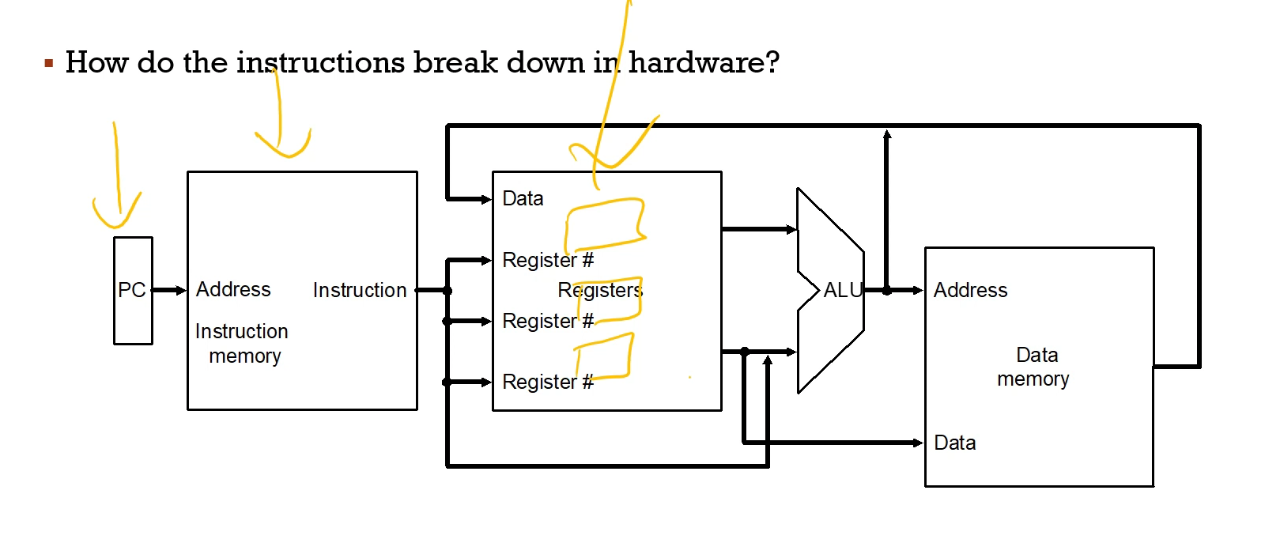 ▪ How do the instructions break down in hardware?
Data
Register #
PC
Address
Instruction
Registers
ALU
Address
Instruction
memory
Register #
Data
memory
Register #
Data